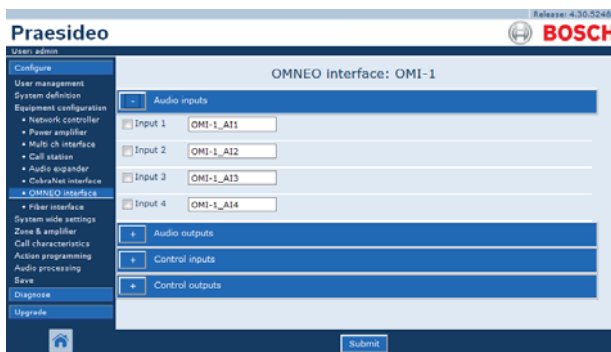 Release: 4.30.5248
Praesideo
BOSCH
User: admin
Configure
User management
System definition
Equipment configuration
• Network controller
• Power amplifier
• Multi ch interface
• Call station
• Audio expander
• CobraNet interface
• OMNEO interface
• Fiber interface
System wide settings
Zone & amplifier
Call characteristics
Action programming
Audio processing
Save
Diagnose
Upgrade
OMNEO interface: OMI-1
- Audio inputs
Input 1 OMI-1_AI1
Input 2 OMI-1_AI2
Input 3 OMI-1_AI3
Input 4 OMI-1_AI4
+ Audio outputs
+ Control inputs
+ Control outputs
Submit